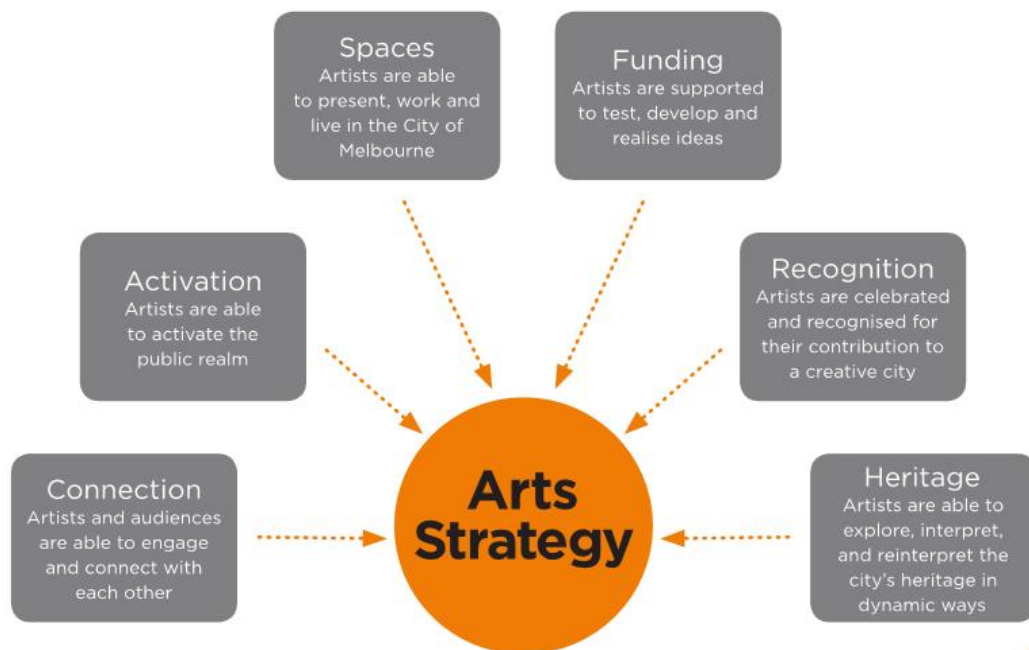 Spaces
Artists are able
to present, work and
live in the City of
Melbourne
Funding
Artists are supported
to test, develop and
realise ideas
Activation
Artists are able
to activate the
public realm
Recognition
Artists are celebrated
and recognised for
their contribution to
a creative city
Connection
Artists and audiences
are able to engage
and connect with
each other
Arts
Strategy
Heritage
Artists are able to
explore, interpret,
and reinterpret the
city's heritage in
dynamic ways